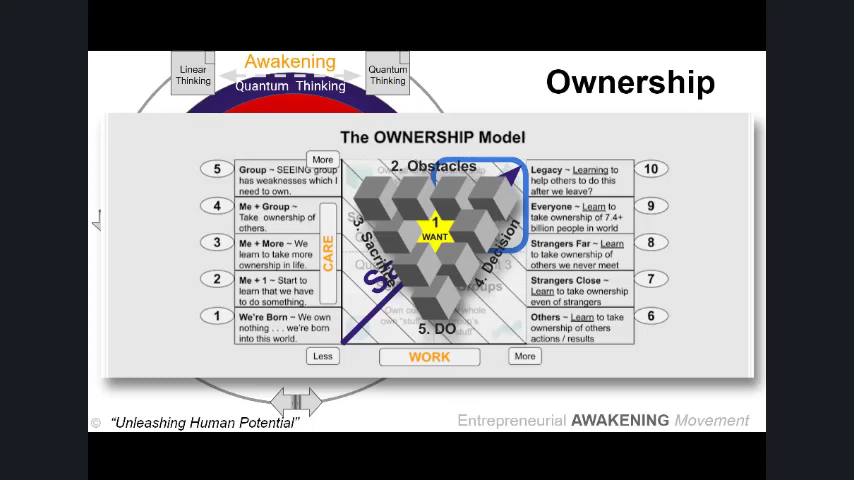 Linear
Thinking
Awakening
Quantum Thinking
Quantum
Thinking
Ownership
The OWNERSHIP Model
More
5
Group ~ SEEING group
has weaknesses which I
need to own.
4
Me + Group ~
Take ownership of
others.
3
Me + More ~ We
learn to take more
ownership in life.
2
Me + 1 ~ Start to
learn that we have
to do something.
1
We're Born ~ We own
nothing . . . we're born
into this world.
CARE
2. Obstacles
1
WANT
3. Sacrifice
4. Decision
5. DO
Legacy ~ Learning to
help others to do this
after we leave?
10
Everyone ~ Learn to
take ownership of 7.4+
billion people in world
9
Strangers Far ~ Learn
to take ownership of
others we never meet
8
Strangers Close ~
Learn to take ownership
even of strangers
7
Others ~ Learn to take
ownership of others
actions / results
6
Less
WORK
More
© "Unleashing Human Potential"
Entrepreneurial AWAKENING Movement